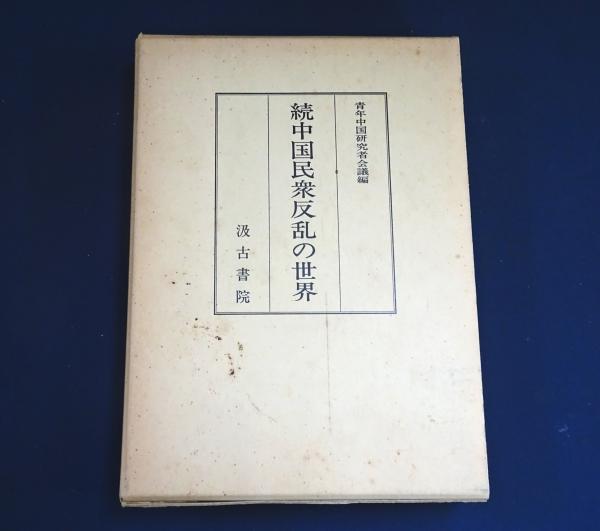 青年中国研究者会議編
続中国民衆反乱の世界
汲古書院